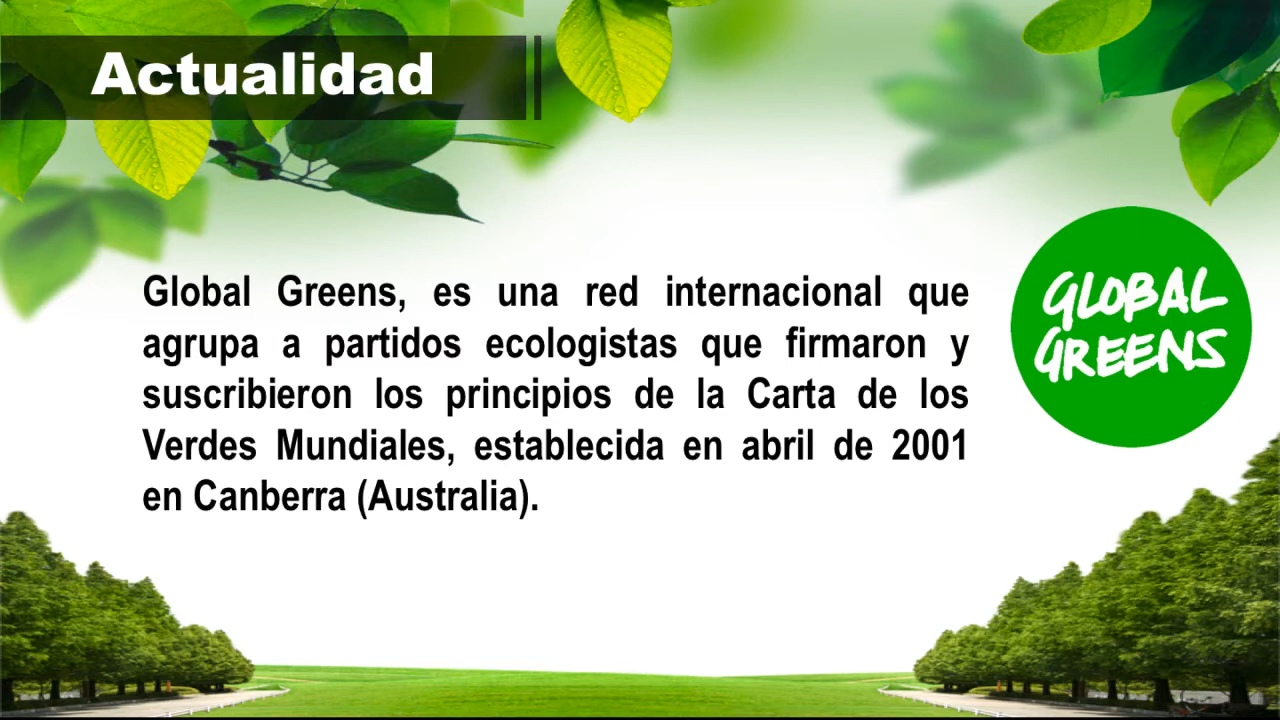 Actualidad
Global Greens, es una red internacional que
agrupa a partidos ecologistas que firmaron y
suscribieron los principios de la Carta de los
Verdes Mundiales, establecida en abril de 2001
en Canberra (Australia).
GLOBAL
GREENS